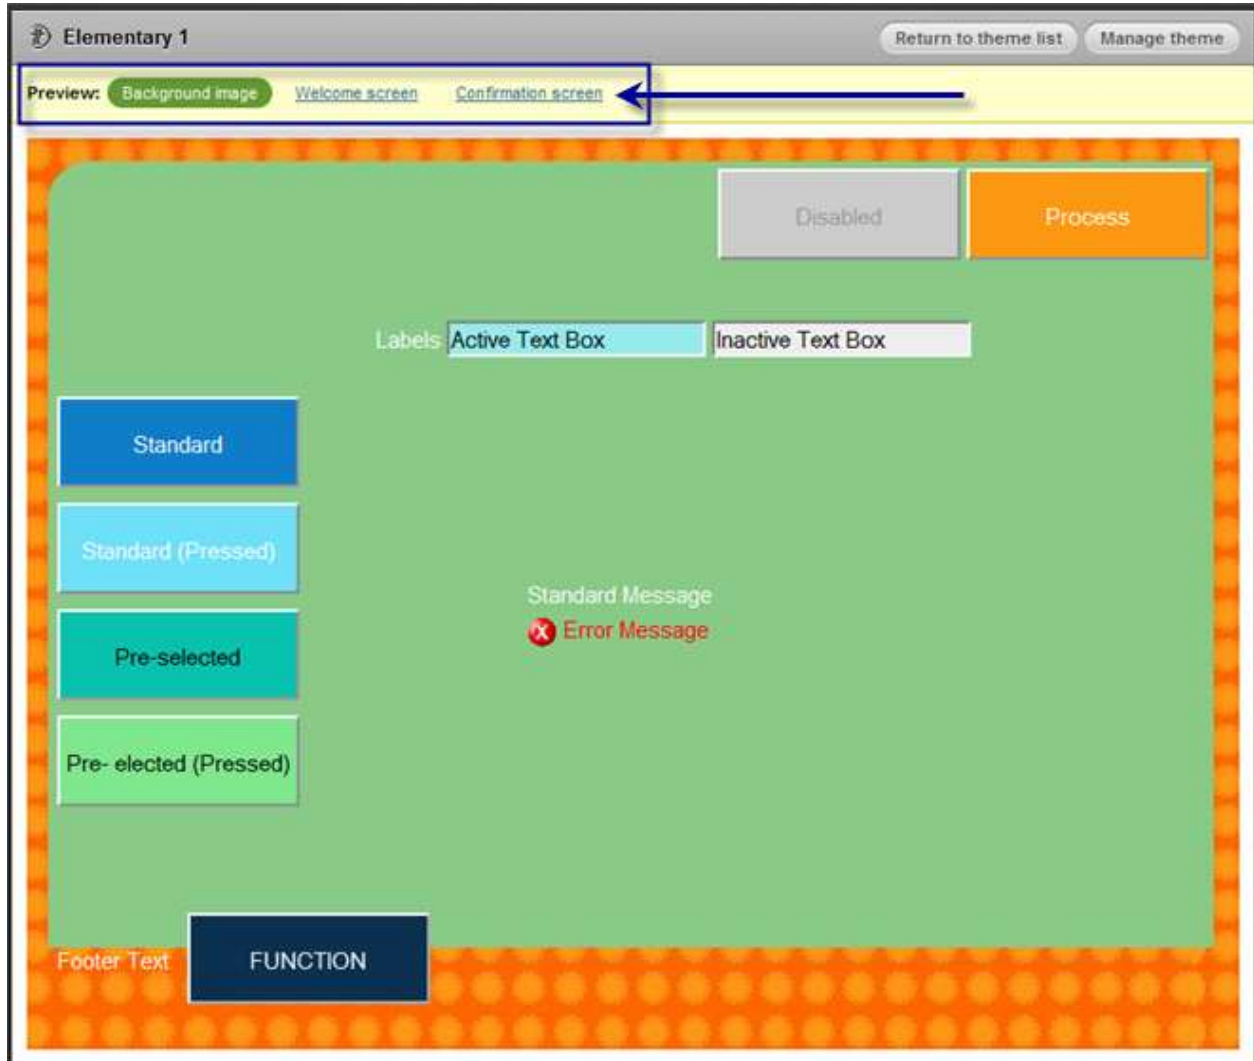 Elementary 1 Return to theme list Manage theme
Preview: Background image Welcome screen Confirmation screen
Disabled Process
Labels Active Text Box Inactive Text Box
Standard
Standard (Pressed)
Standard Message
Error Message
Pre-selected
Pre- elected (Pressed)
Footer Text FUNCTION